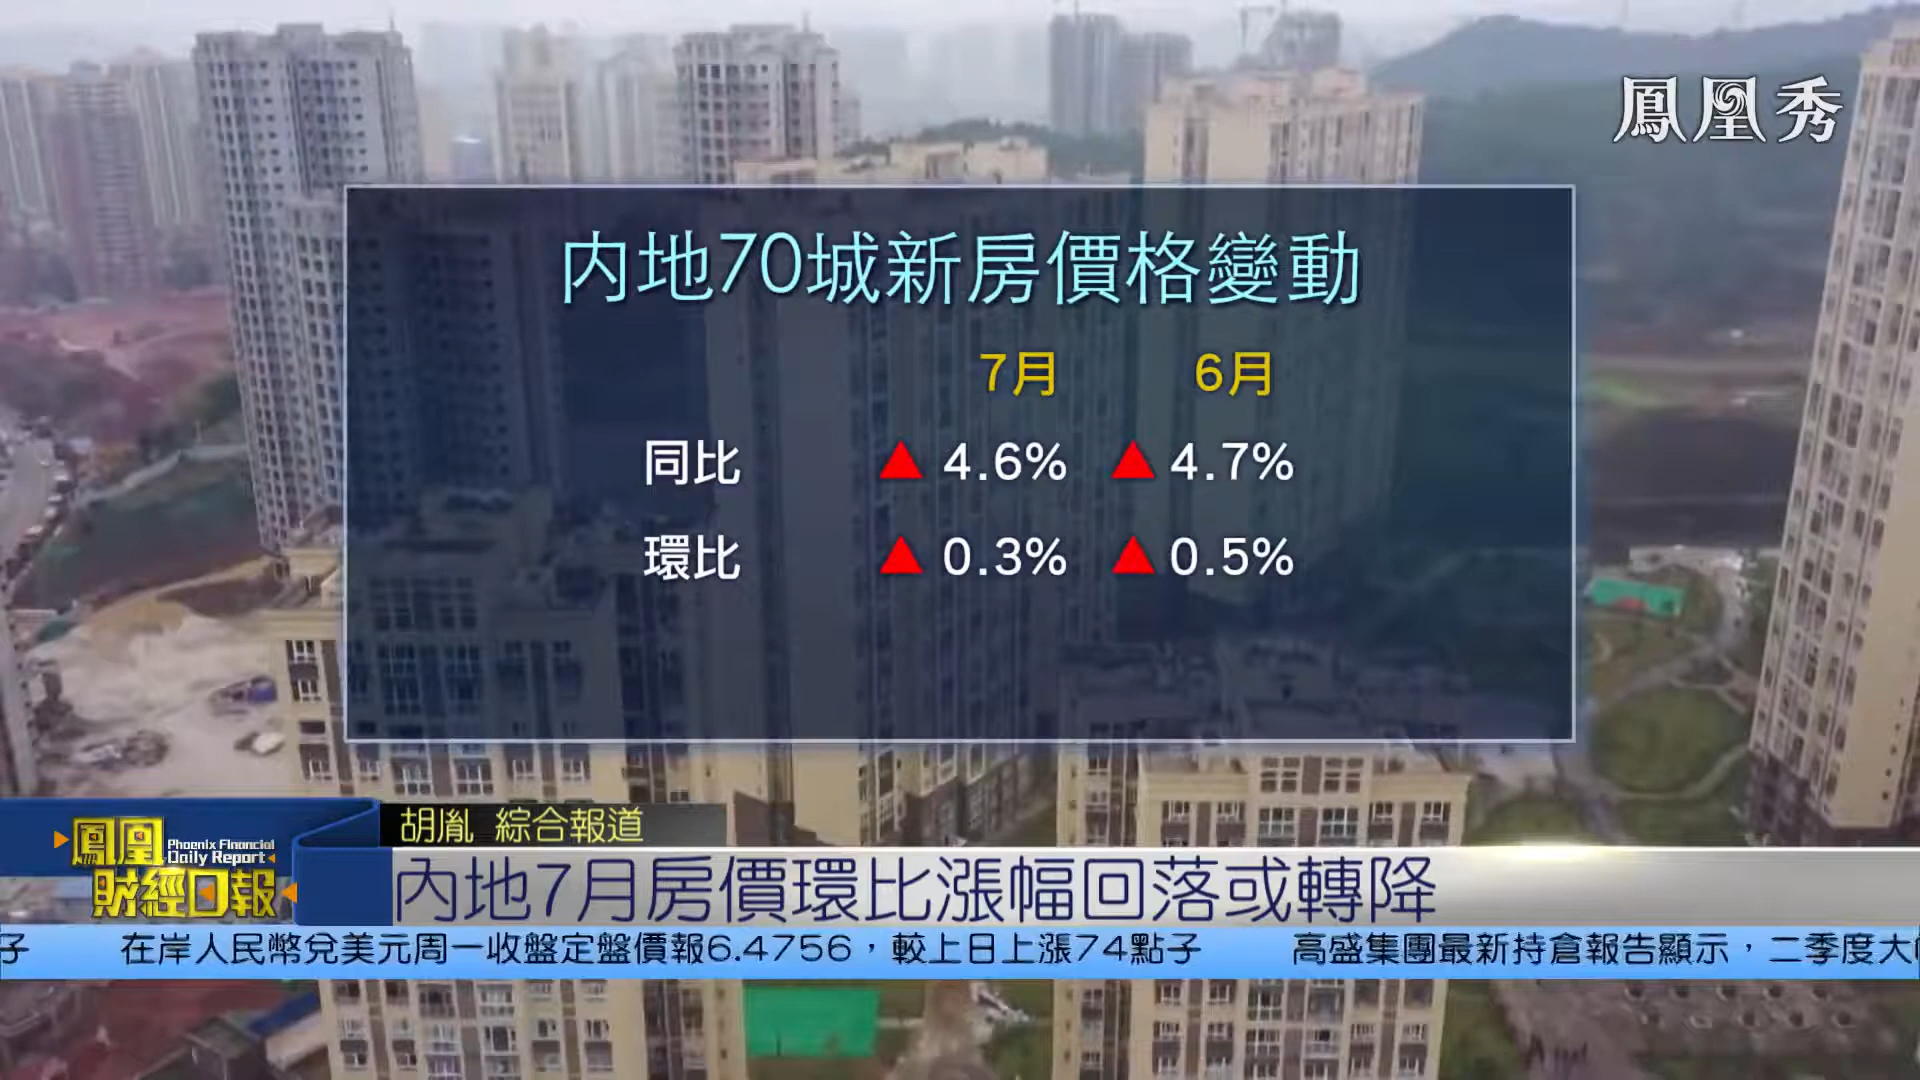 鳳凰秀
内地70城新房價格變動
7月 6月
同比 4.6% 4.7%
環比 0.3% 0.5%
胡胤 綜合報道
鳳凰 Phoenix Financial
Daily Report
財經日報
內地7月房價環比漲幅回落或轉降
子 在岸人民幣兌美元周一收盤定盤價報6.4756，較上日上漲74點子 高盛集團最新持倉報告顯示，二季度大